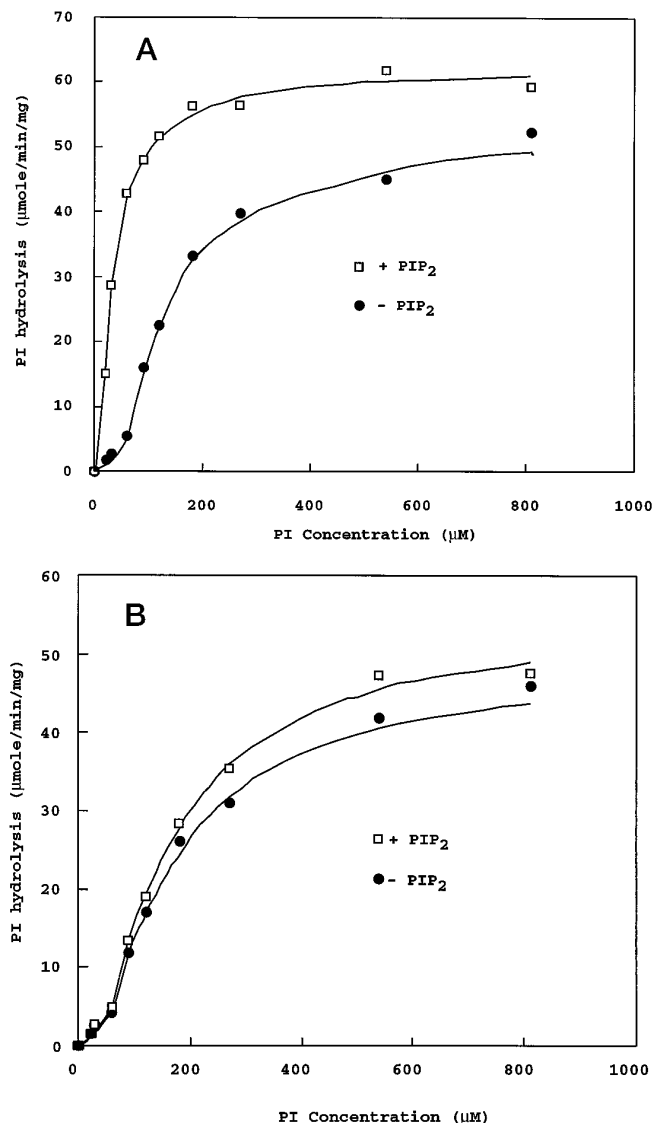 A
70
60
50
40
30
20
10
0
PI hydrolysis (µmole/min/mg)
+ PIP2
- PIP2
0 200 400 600 800 1000
PI Concentration (µM)
B
60
50
40
30
20
10
0
PI hydrolysis (µmole/min/mg)
+ PIP2
- PIP2
0 200 400 600 800 1000
PI Concentration (µM)